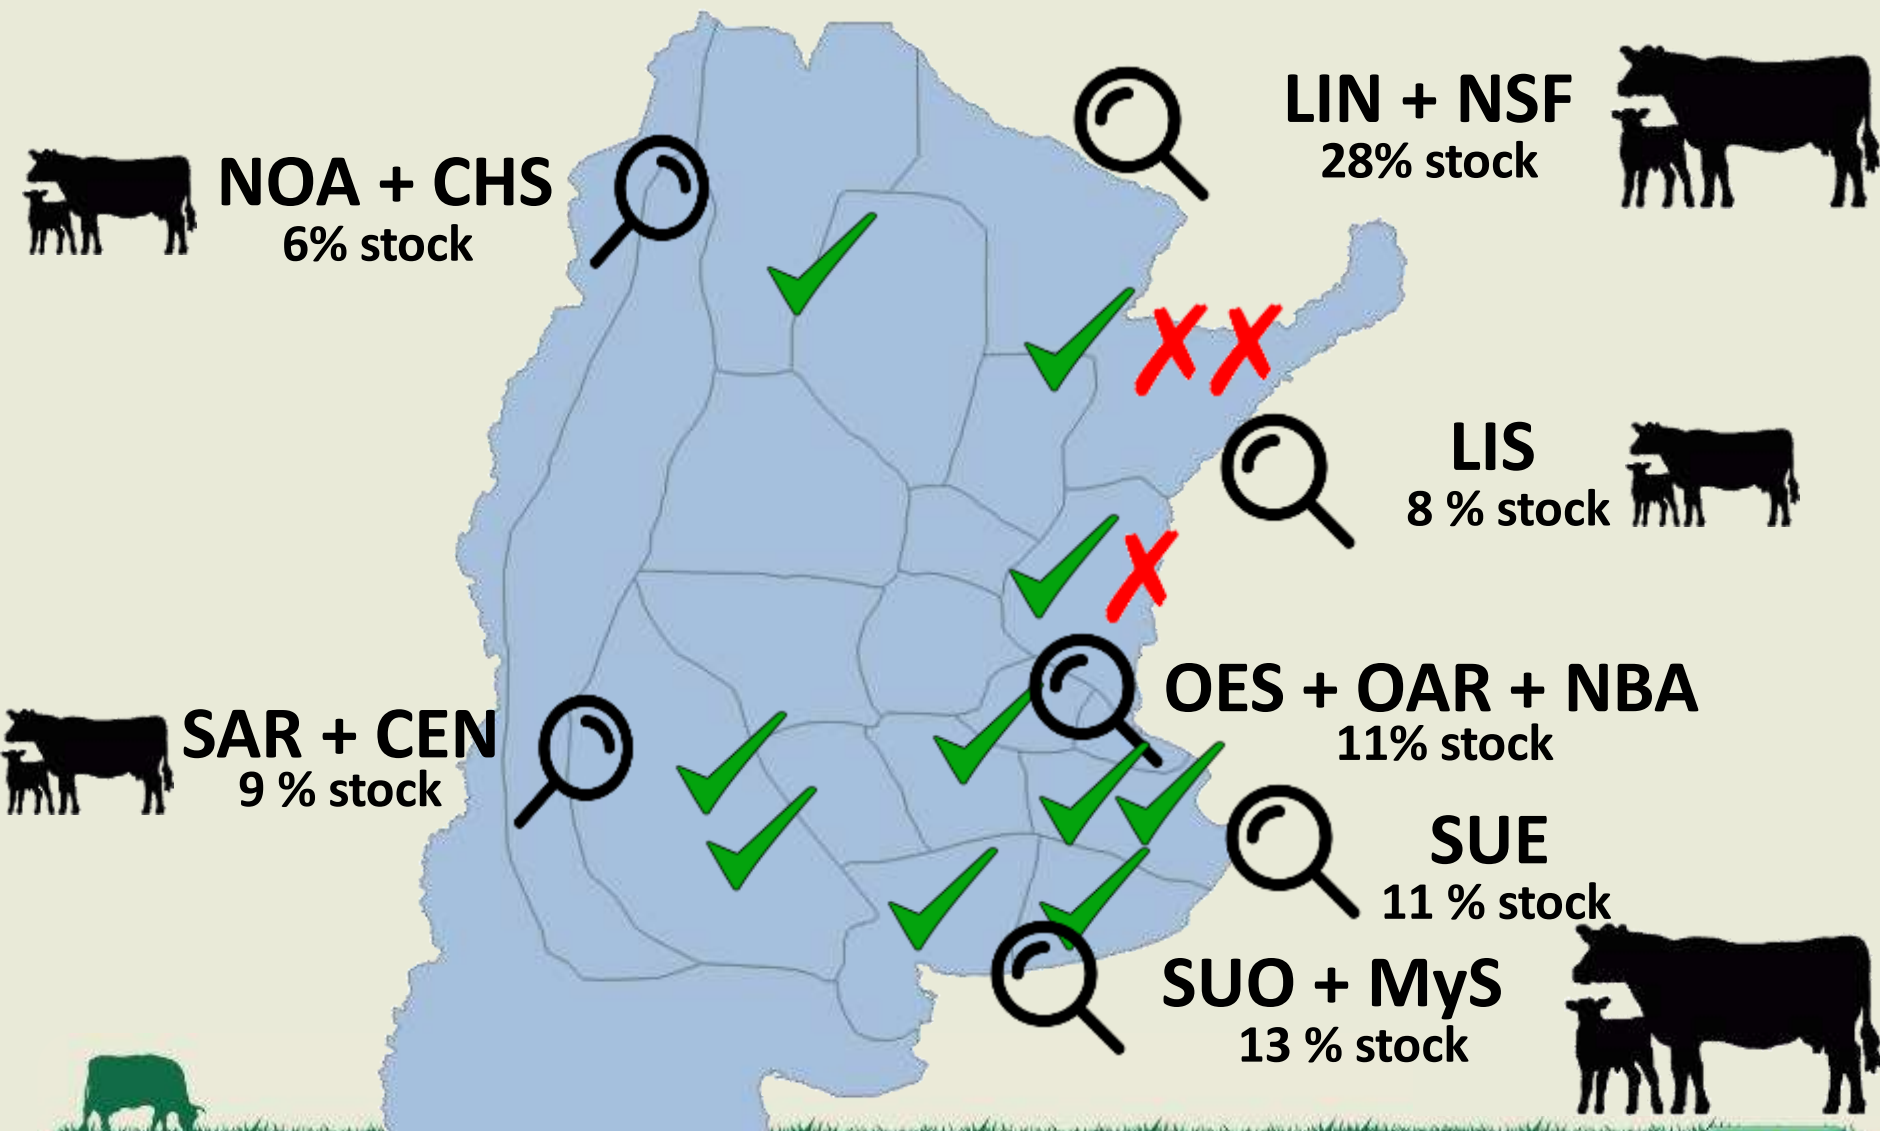 LIN + NSF
28% stock
NOA + CHS
6% stock
LIS
8 % stock
OES + OAR + NBA
11% stock
SAR + CEN
9 % stock
SUE
11 % stock
SUO + MyS
13 % stock